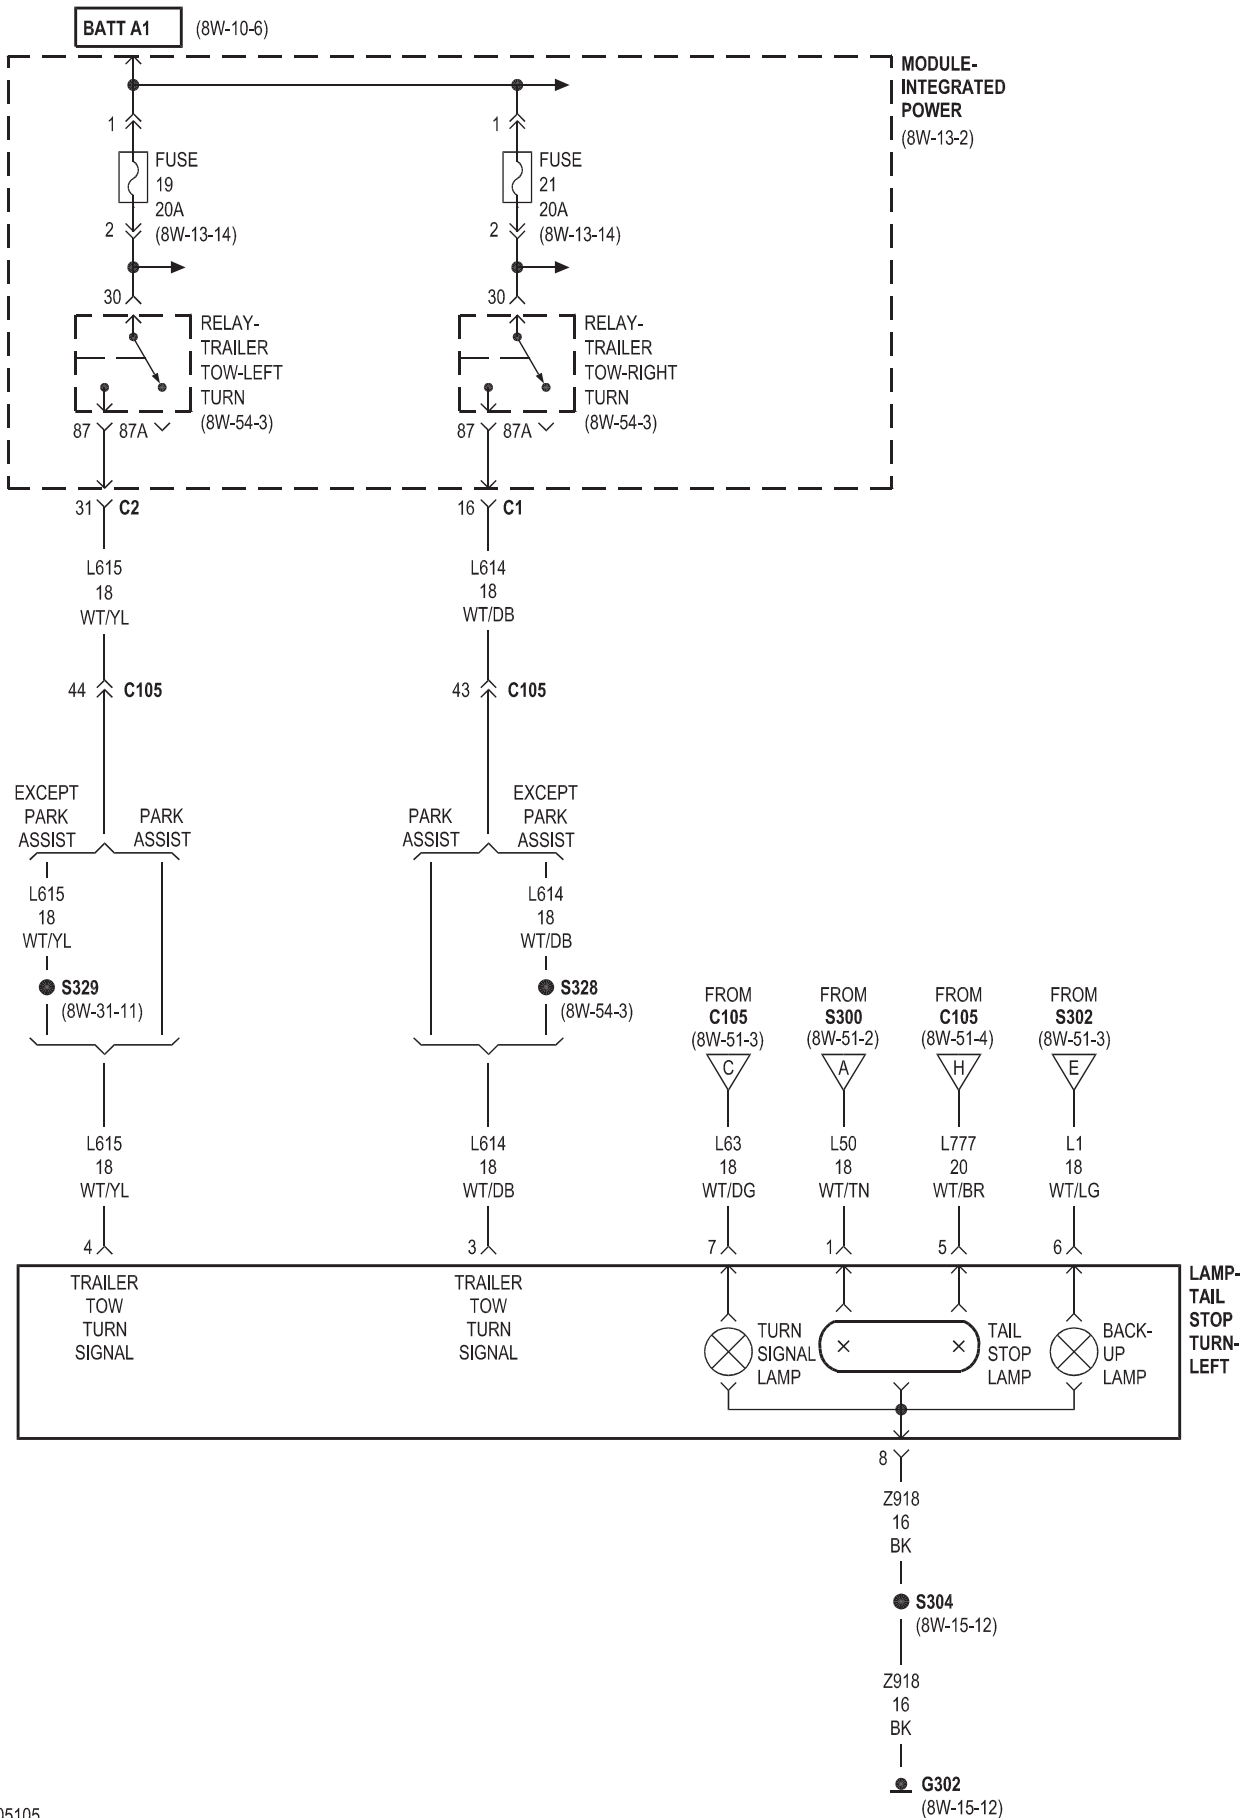 BATT A1 (8W-10-6)
MODULE-
INTEGRATED
POWER
(8W-13-2)
1
FUSE
19
20A
2 (8W-13-14)
1
FUSE
21
20A
2 (8W-13-14)
30
RELAY-
TRAILER
TOW-LEFT
TURN
(8W-54-3)
87 87A
30
RELAY-
TRAILER
TOW-RIGHT
TURN
(8W-54-3)
87 87A
31 C2
16 C1
L615
18
WT/YL
L614
18
WT/DB
44 C105
43 C105
EXCEPT
PARK
ASSIST
PARK
ASSIST
PARK
ASSIST
EXCEPT
PARK
ASSIST
L615
18
WT/YL
L614
18
WT/DB
S329
(8W-31-11)
S328
(8W-54-3)
FROM
C105
(8W-51-3)
C
FROM
S300
(8W-51-2)
A
FROM
C105
(8W-51-4)
H
FROM
S302
(8W-51-3)
E
L615
18
WT/YL
L614
18
WT/DB
L63
18
WT/DG
L50
18
WT/TN
L777
20
WT/BR
L1
18
WT/LG
4
3
7
1
5
6
TRAILER
TOW
TURN
SIGNAL
TRAILER
TOW
TURN
SIGNAL
TURN
SIGNAL
LAMP
TAIL
STOP
LAMP
BACK-
UP
LAMP
LAMP-
TAIL
STOP
TURN-
LEFT
8
Z918
16
BK
S304
(8W-15-12)
Z918
16
BK
G302
(8W-15-12)